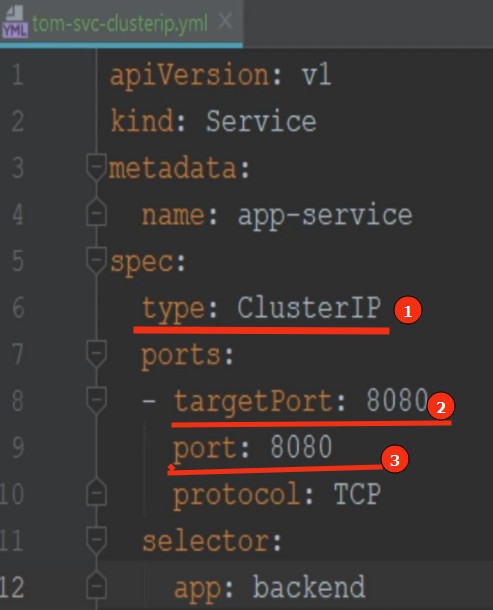 YML tom-svc-clusterip.yml ×
1 apiVersion: v1
2 kind: Service
3 metadata:
4 name: app-service
5 spec:
6 type: ClusterIP 1
7 ports:
8 - targetPort: 8080 2
9 port: 8080 3
10 protocol: TCP
11 selector:
12 app: backend